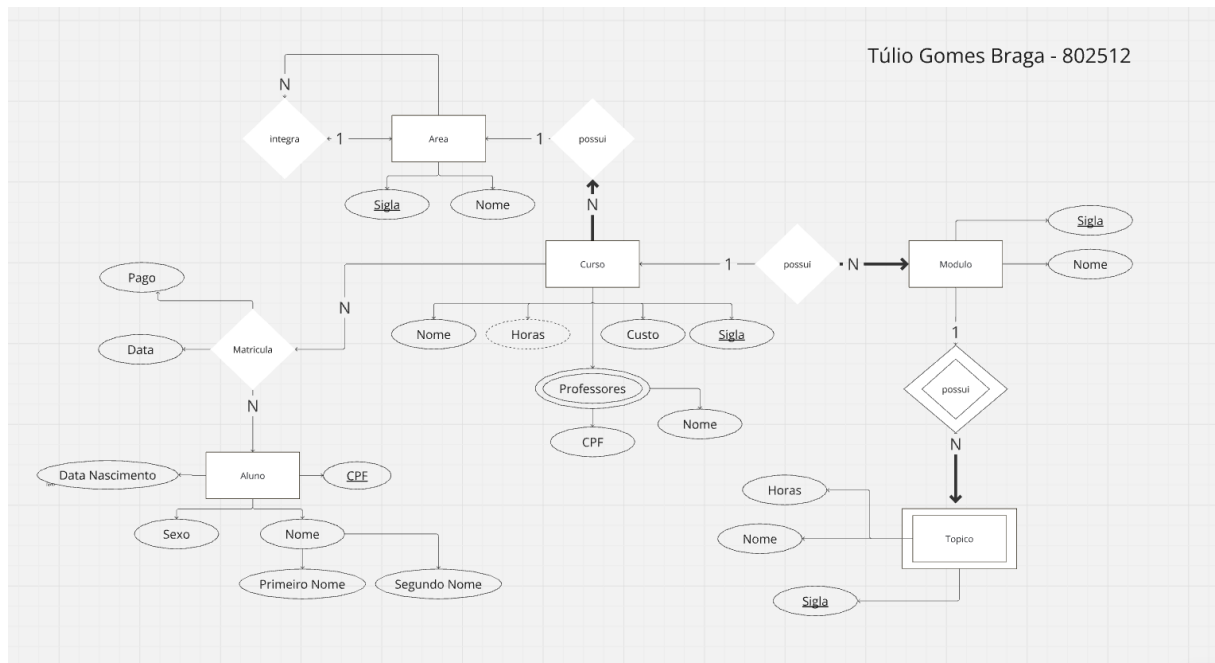 Túlio Gomes Braga - 802512
N
integra
1
Area
1
possui
Sigla
Nome
N
Curso
1
possui
N
Modulo
Sigla
Nome
Pago
Data
Matricula
N
N
Nome
Horas
Custo
Sigla
Professores
CPF
Nome
1
possui
N
Data Nascimento
Aluno
CPF
Sexo
Nome
Primeiro Nome
Segundo Nome
Horas
Nome
Topico
Sigla